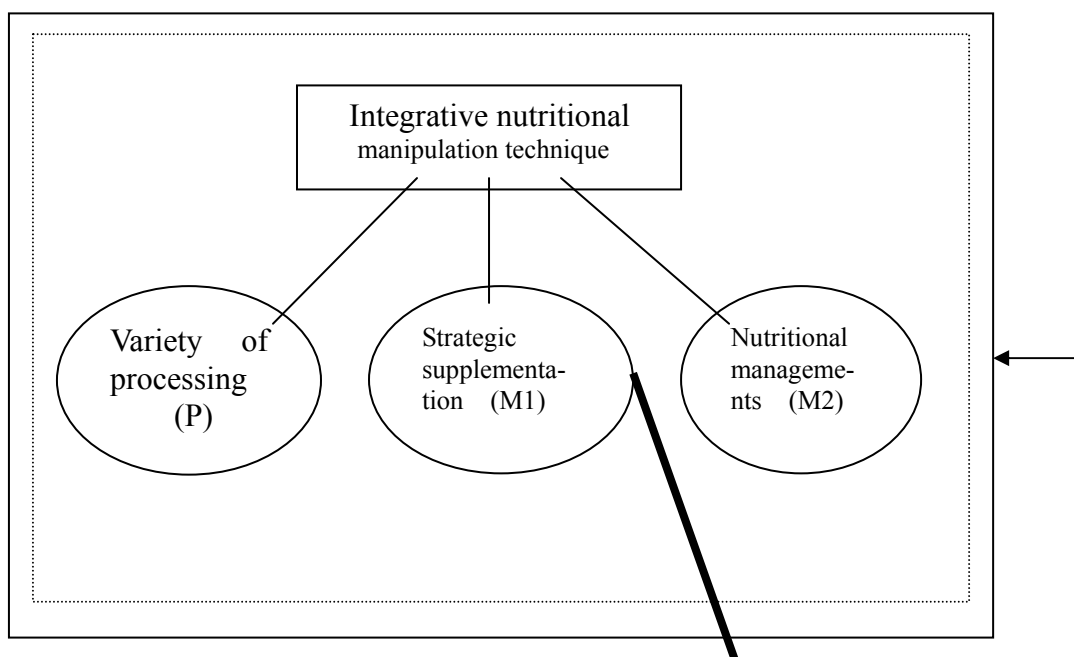 Integrative nutritional
manipulation technique
Variety of
processing
(P)
Strategic
supplementa-
tion (M1)
Nutritional
manageme-
nts (M2)